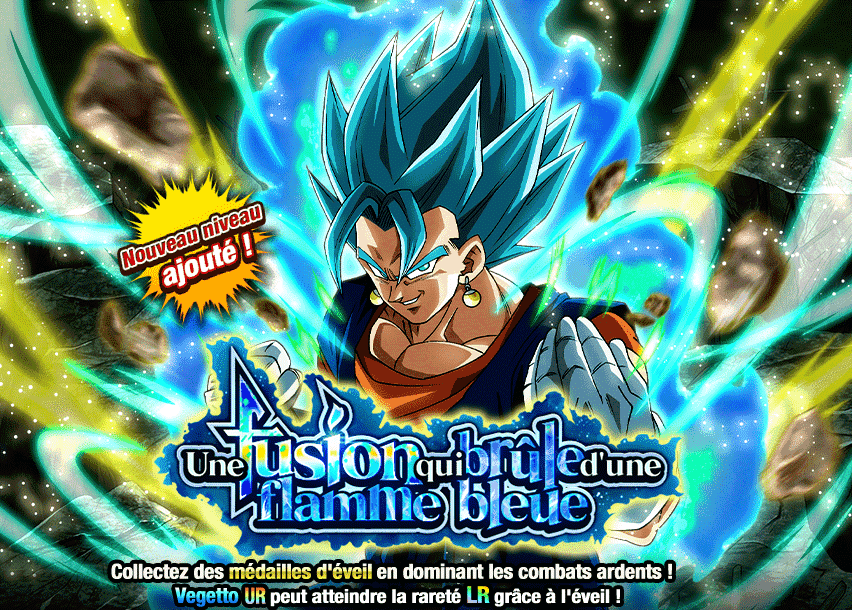 Nouveau niveau
ajouté !
Une fusion qui brûle d'une
flamme bleue
Collectez des médailles d'éveil en dominant les combats ardents !
Vegetto UR peut atteindre la rareté LR grâce à l'éveil !